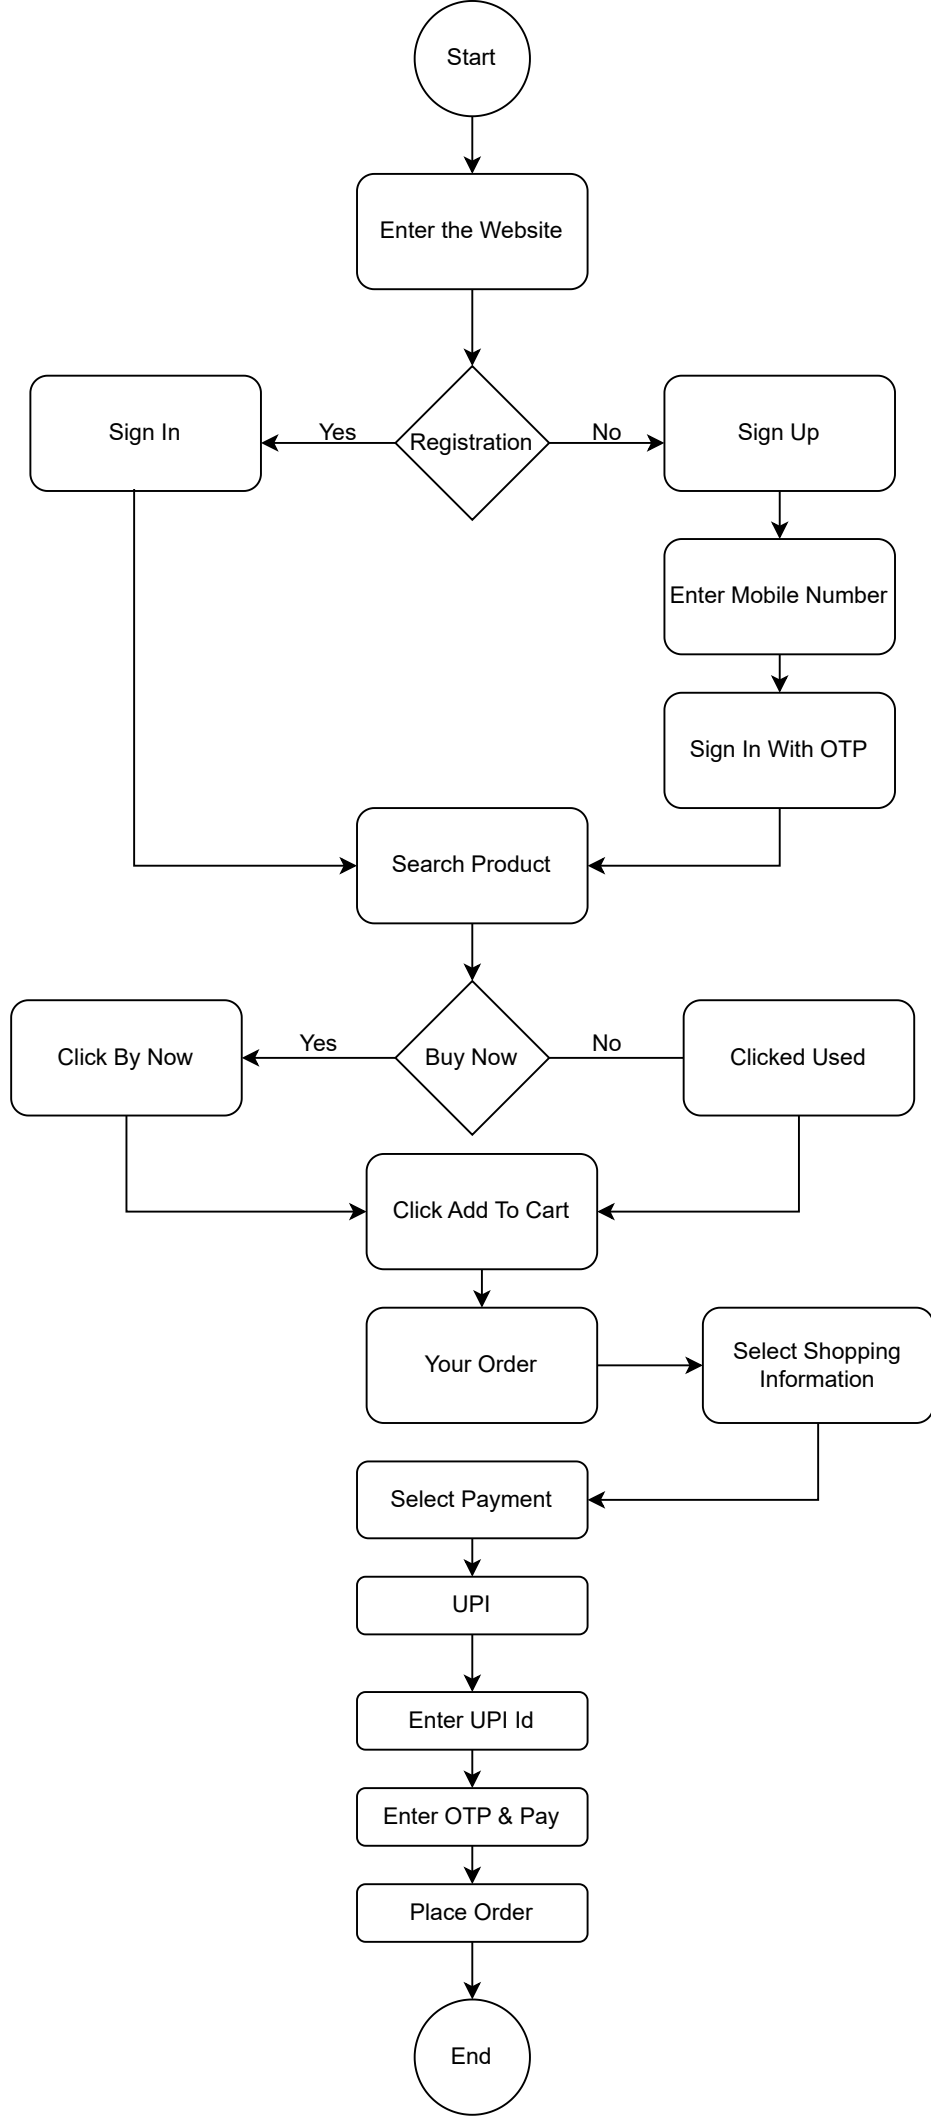 Start
Enter the Website
Sign In
Yes
Registration
No
Sign Up
Enter Mobile Number
Sign In With OTP
Search Product
Click By Now
Yes
Buy Now
No
Clicked Used
Click Add To Cart
Your Order
Select Shopping
Information
Select Payment
UPI
Enter UPI Id
Enter OTP & Pay
Place Order
End